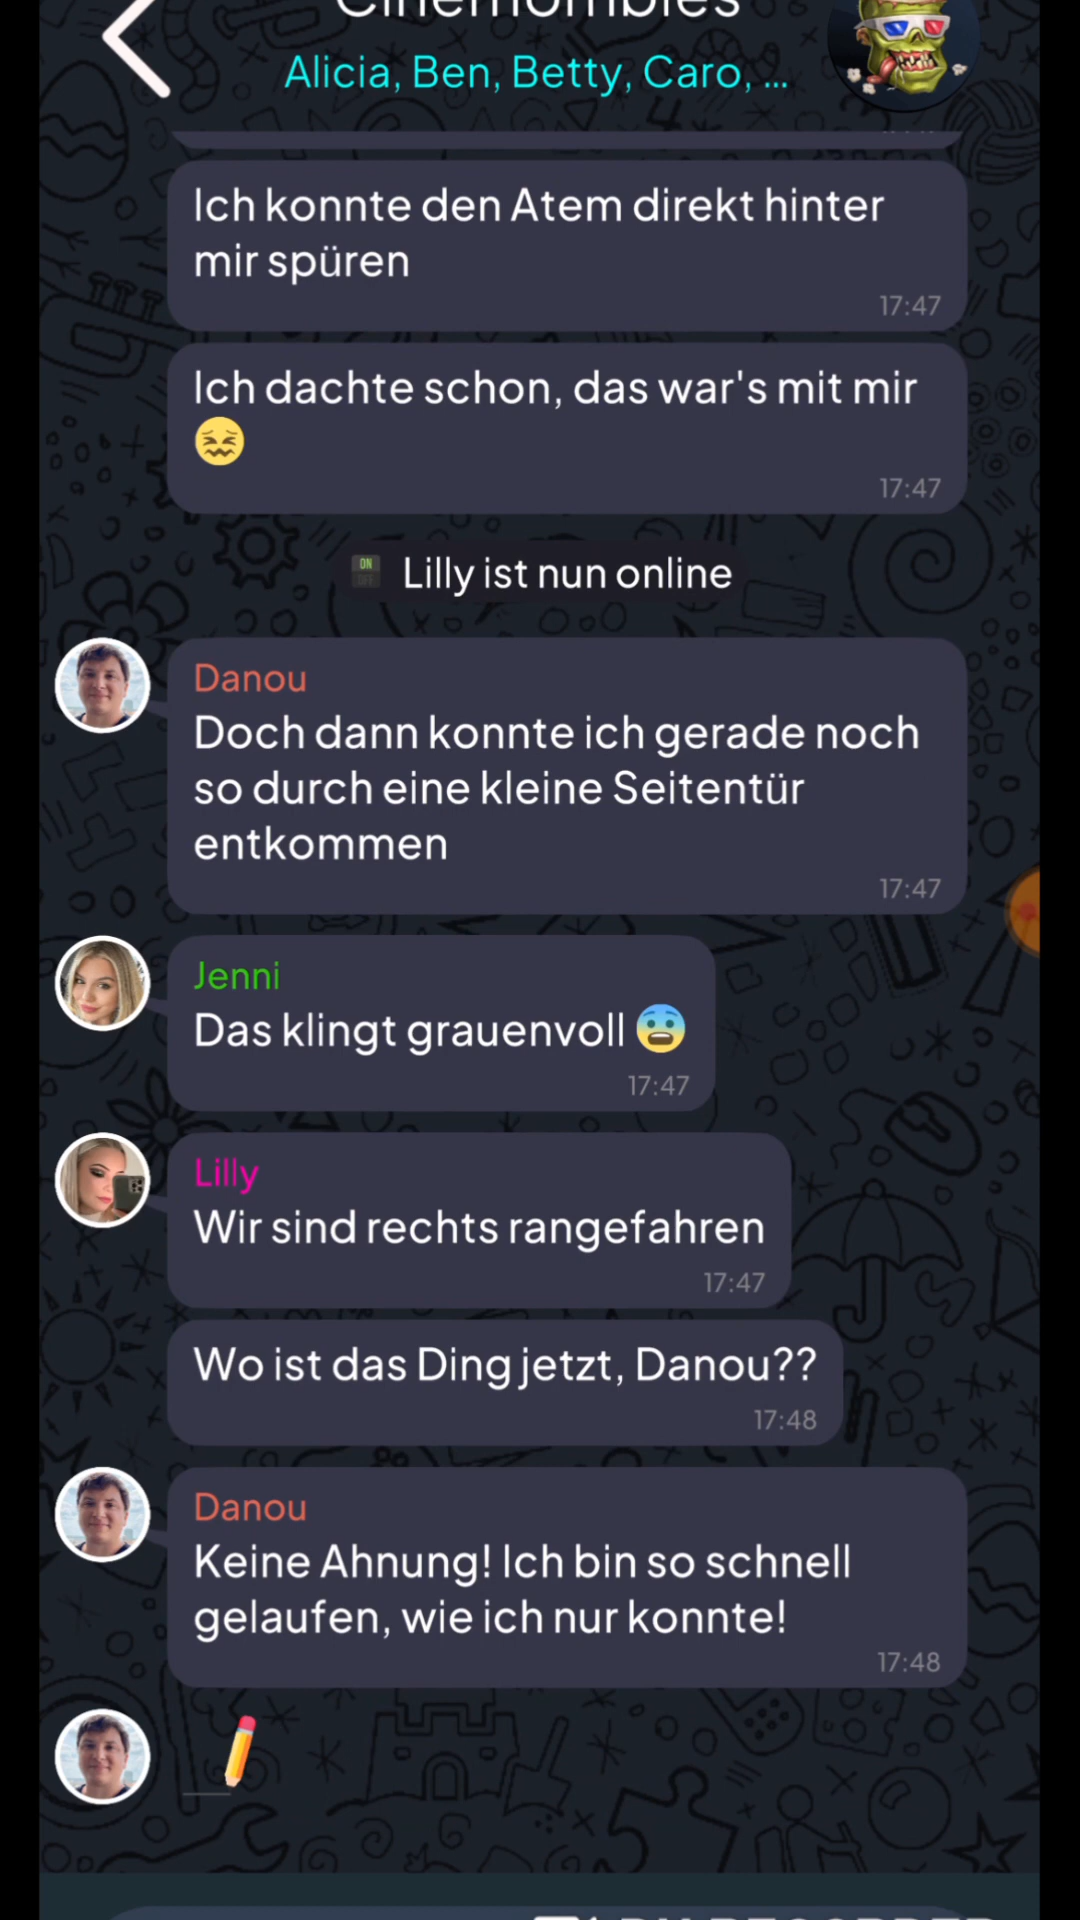 Cinemombies
Alicia, Ben, Betty, Caro, ...
Ich konnte den Atem direkt hinter
mir spüren
17:47
Ich dachte schon, das war's mit mir
😖
17:47
ON
OFF
Lilly ist nun online
Danou
Doch dann konnte ich gerade noch
so durch eine kleine Seitentür
entkommen
17:47
Jenni
Das klingt grauenvoll 😨
17:47
Lilly
Wir sind rechts rangefahren
17:47
Wo ist das Ding jetzt, Danou??
17:48
Danou
Keine Ahnung! Ich bin so schnell
gelaufen, wie ich nur konnte!
17:48